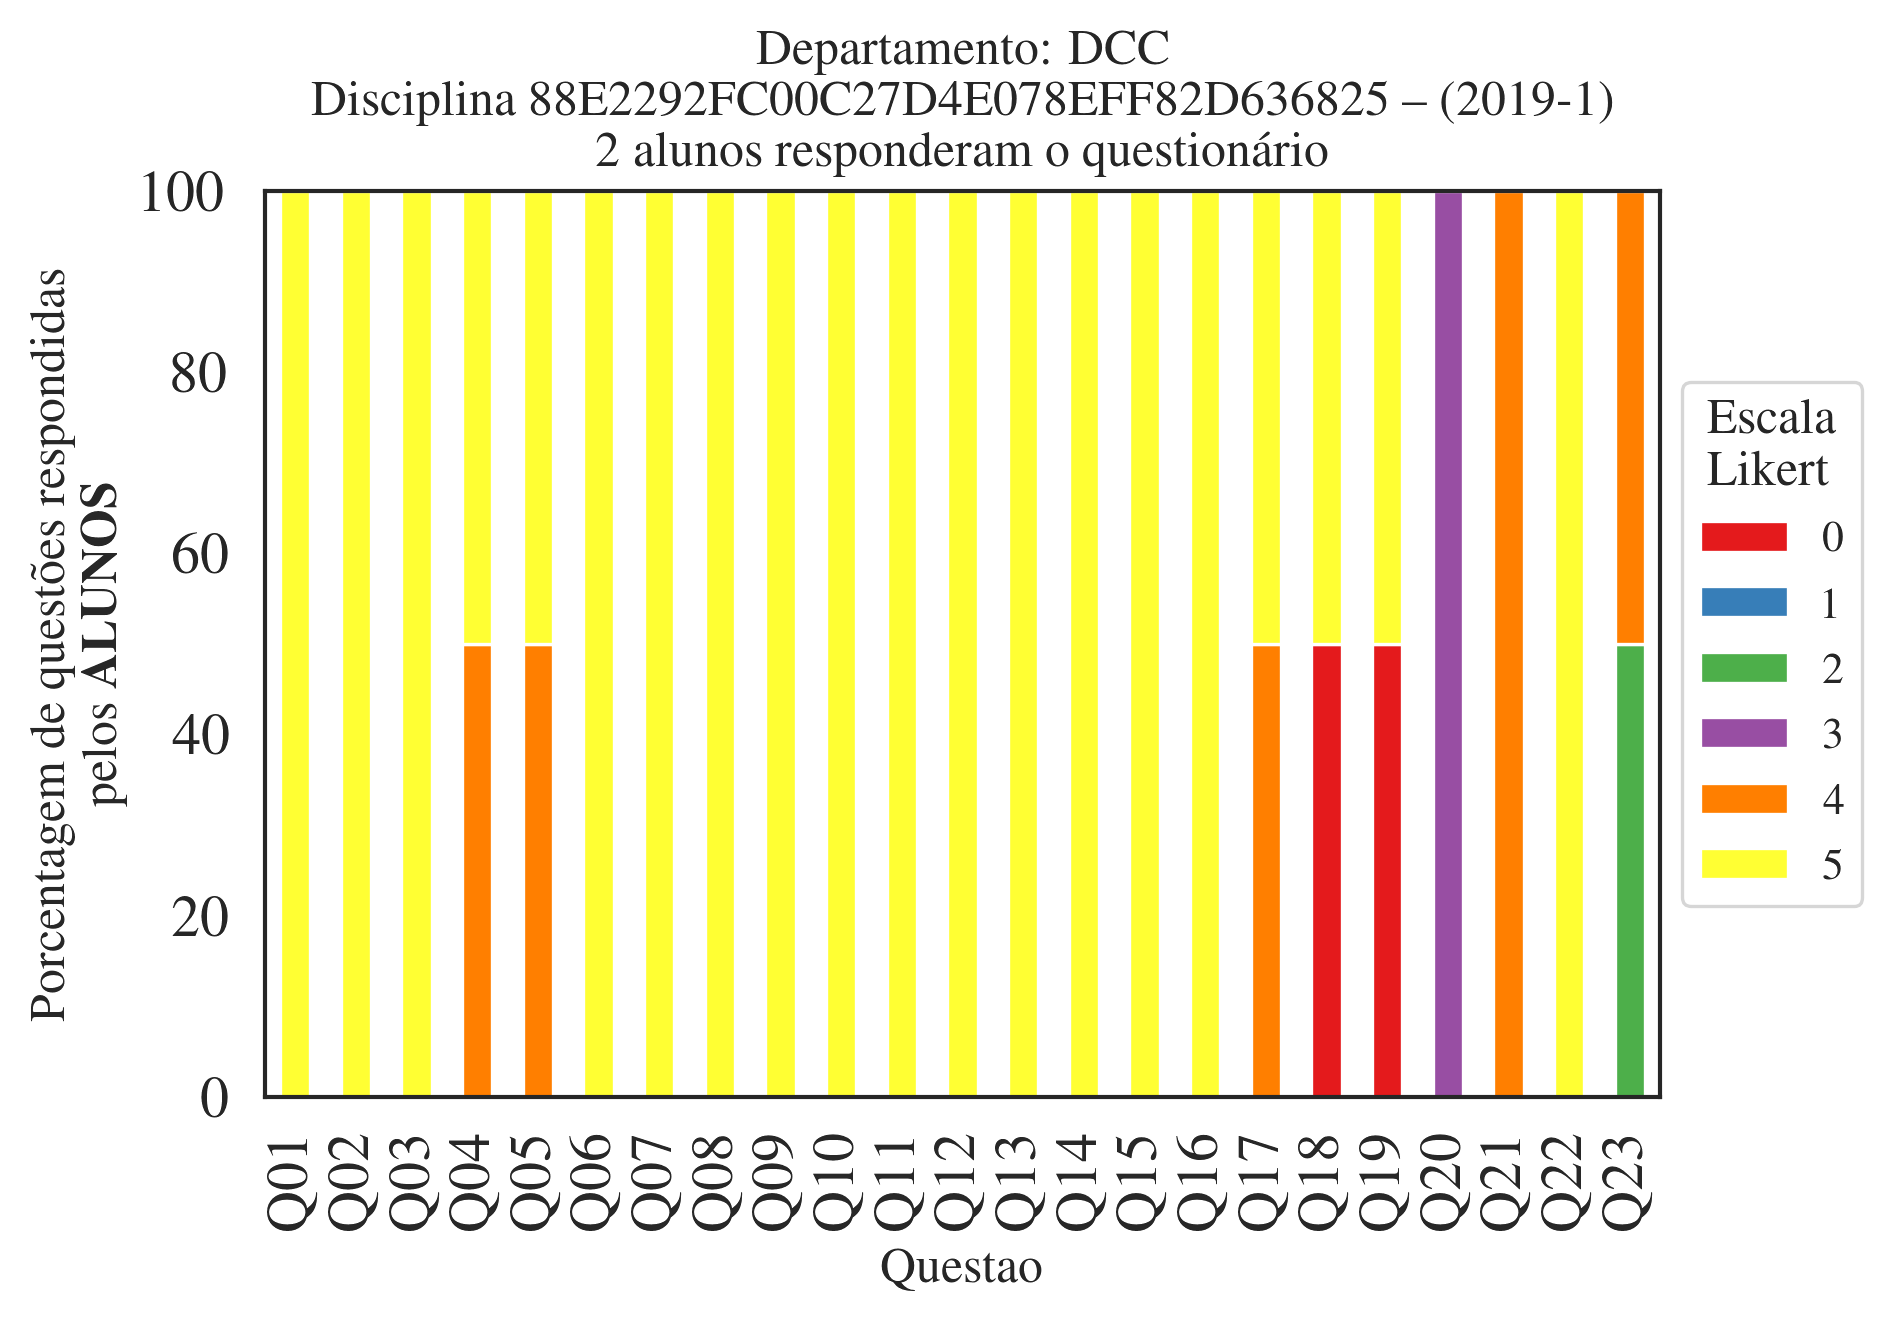 Departamento: DCC
Disciplina 88E2292FC00C27D4E078EFF82D636825 – (2019-1)
2 alunos responderam o questionário
Porcentagem de questões respondidas
pelos ALUNOS
100
80
60
40
20
0
Q01
Q02
Q03
Q04
Q05
Q06
Q07
Q08
Q09
Q10
Q11
Q12
Q13
Q14
Q15
Q16
Q17
Q18
Q19
Q20
Q21
Q22
Q23
Questao
Escala
Likert
0
1
2
3
4
5